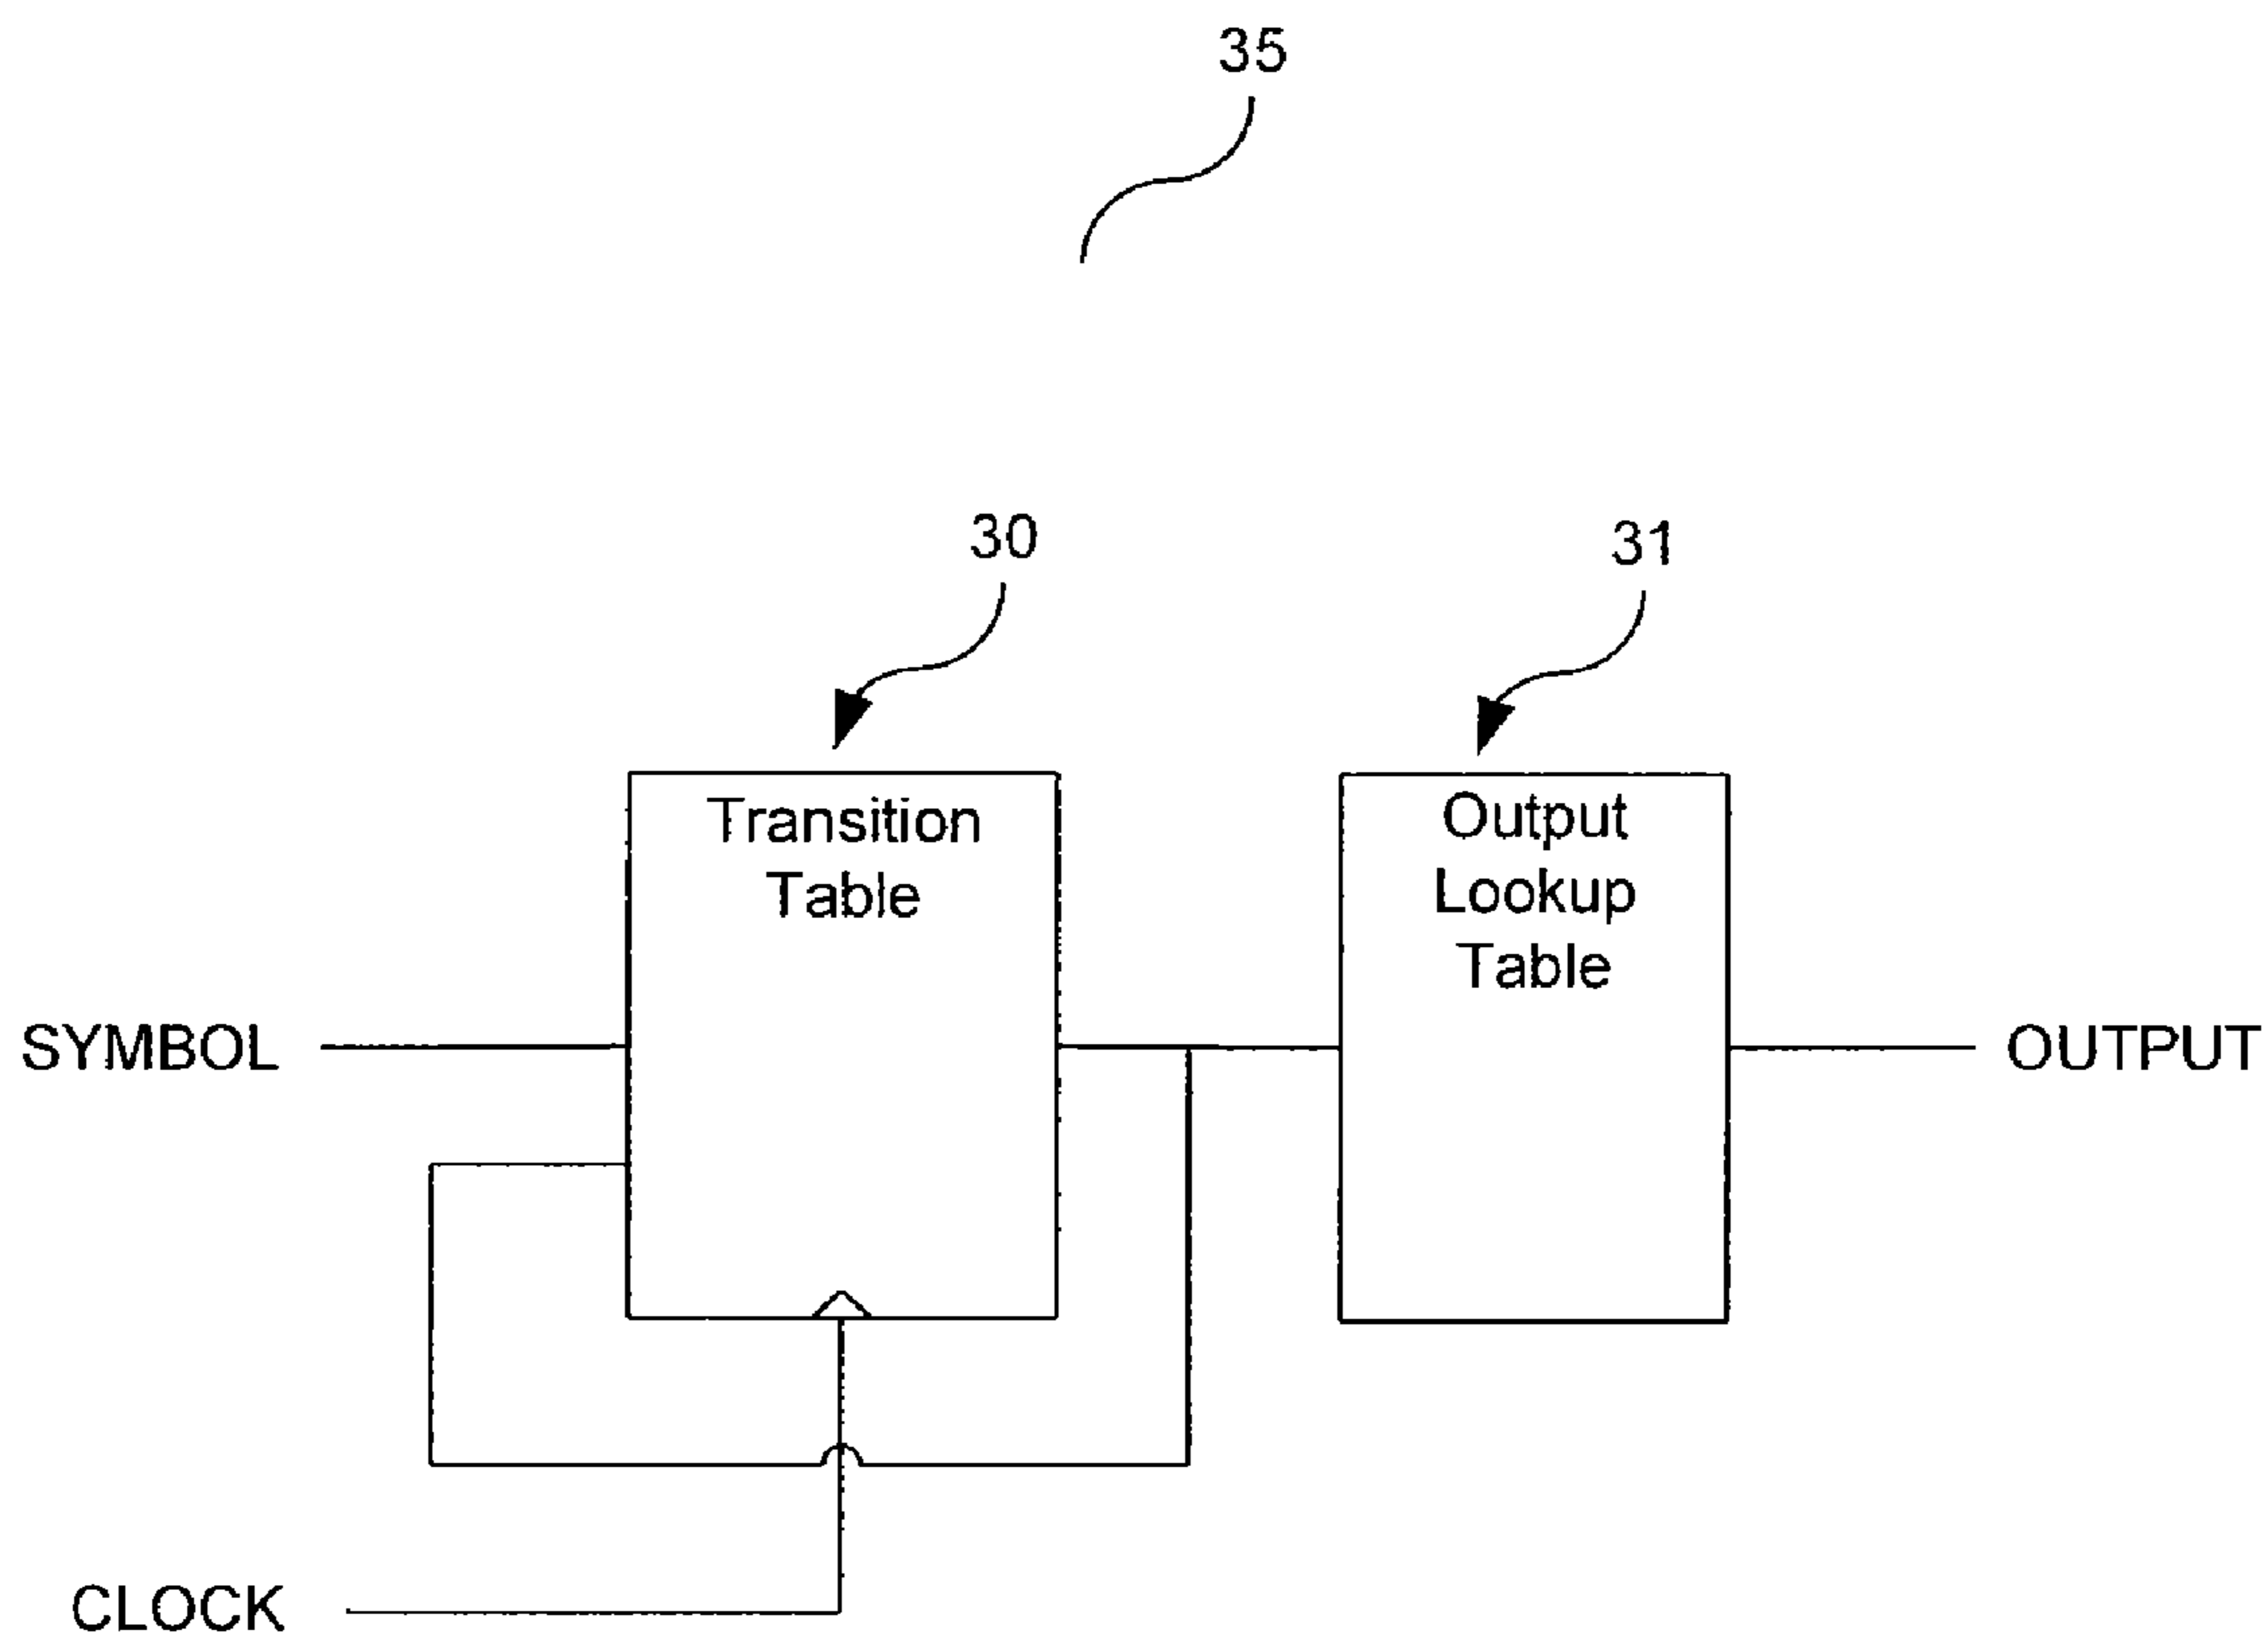 35
30
31
Transition
Table
Output
Lookup
Table
SYMBOL
OUTPUT
CLOCK